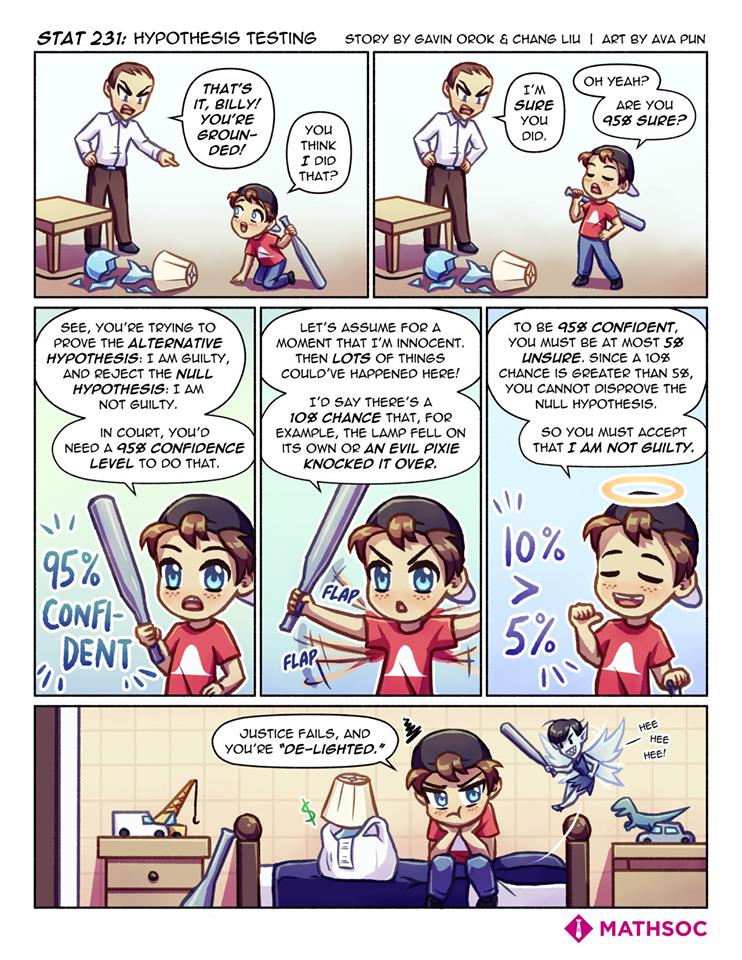 STAT 231: HYPOTHESIS TESTING
STORY BY GAVIN OROK & CHANG LIU | ART BY AVA PUN
THAT'S
IT, BILLY!
YOU'RE
GROUN-
DED!
YOU
THINK
I DID
THAT?
I'M
SURE
YOU
DID.
OH YEAH?
ARE YOU
95% SURE?
SEE, YOU'RE TRYING TO
PROVE THE ALTERNATIVE
HYPOTHESIS: I AM GUILTY,
AND REJECT THE NULL
HYPOTHESIS: I AM
NOT GUILTY.
IN COURT, YOU'D
NEED A 95% CONFIDENCE
LEVEL TO DO THAT.
95%
CONFI-
DENT
LET'S ASSUME FOR A
MOMENT THAT I'M INNOCENT.
THEN LOTS OF THINGS
COULD'VE HAPPENED HERE!
I'D SAY THERE'S A
10% CHANCE THAT, FOR
EXAMPLE, THE LAMP FELL ON
ITS OWN OR AN EVIL PIXIE
KNOCKED IT OVER.
FLAP
FLAP
TO BE 95% CONFIDENT,
YOU MUST BE AT MOST 5%
UNSURE. SINCE A 10%
CHANCE IS GREATER THAN 5%,
YOU CANNOT DISPROVE THE
NULL HYPOTHESIS.
SO YOU MUST ACCEPT
THAT I AM NOT GUILTY.
10%
>
5%
JUSTICE FAILS, AND
YOU'RE "DE-LIGHTED."
$
HEE
HEE
HEE!
MATHSOC